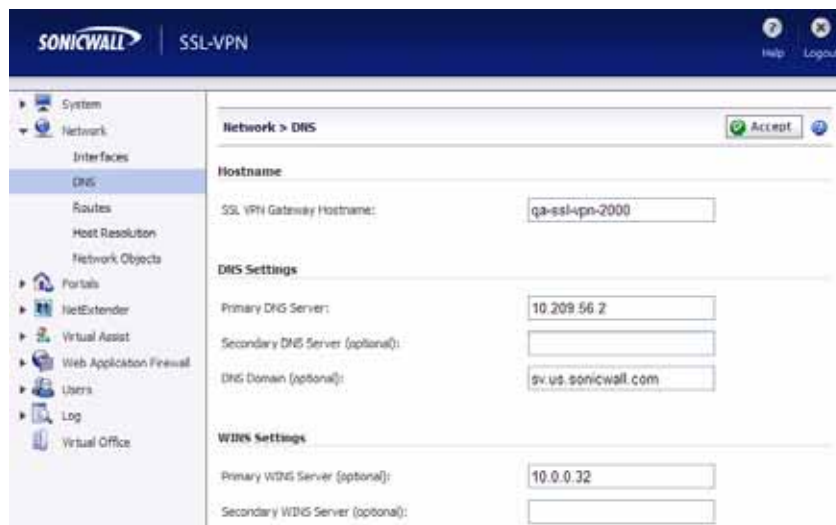 SONICWALL SSL-VPN
Help Logout
System
Network
Interfaces
DNS
Routes
Host Resolution
Network Objects
Portals
NetExtender
Virtual Assist
Web Application Firewall
Users
Log
Virtual Office
Network > DNS
Accept
Hostname
SSL VPN Gateway Hostname: qa-ssl-vpn-2000
DNS Settings
Primary DNS Server: 10.209.56.2
Secondary DNS Server (optional):
DNS Domain (optional): sv.us.sonicwall.com
WINS Settings
Primary WINS Server (optional): 10.0.0.32
Secondary WINS Server (optional):